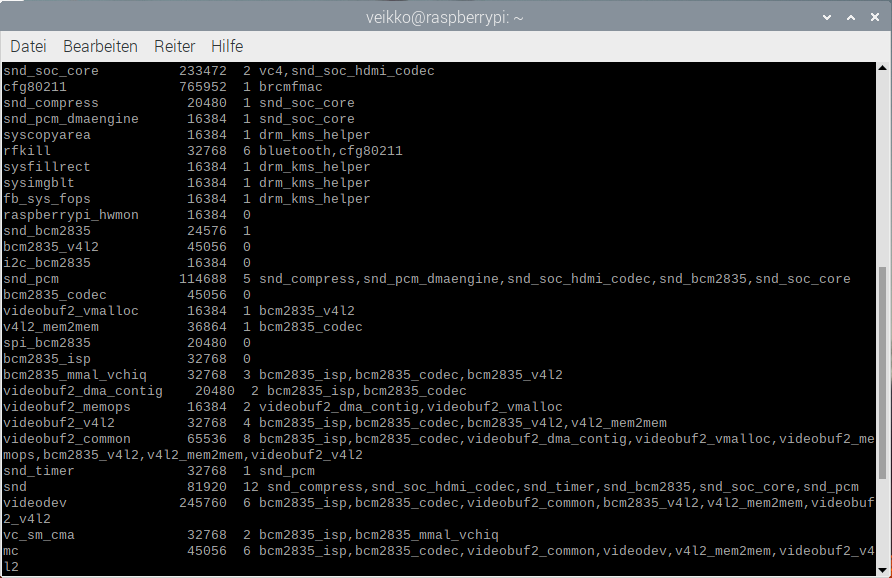 veikko@raspberrypi: ~
Datei Bearbeiten Reiter Hilfe
snd_soc_core 233472 2 vc4,snd_soc_hdmi_codec
cfg80211 765952 1 brcmfmac
snd_compress 20480 1 snd_soc_core
snd_pcm_dmaengine 16384 1 snd_soc_core
syscopyarea 16384 1 drm_kms_helper
rfkill 32768 6 bluetooth,cfg80211
sysfillrect 16384 1 drm_kms_helper
sysimgblt 16384 1 drm_kms_helper
fb_sys_fops 16384 1 drm_kms_helper
raspberrypi_hwmon 16384 0
snd_bcm2835 24576 1
bcm2835_v4l2 45056 0
i2c_bcm2835 16384 0
snd_pcm 114688 5 snd_compress,snd_pcm_dmaengine,snd_soc_hdmi_codec,snd_bcm2835,snd_soc_core
bcm2835_codec 45056 0
videobuf2_vmalloc 16384 1 bcm2835_v4l2
v4l2_mem2mem 36864 1 bcm2835_codec
spi_bcm2835 20480 0
bcm2835_isp 32768 0
bcm2835_mmal_vchiq 32768 3 bcm2835_isp,bcm2835_codec,bcm2835_v4l2
videobuf2_dma_contig 20480 2 bcm2835_isp,bcm2835_codec
videobuf2_memops 16384 2 videobuf2_dma_contig,videobuf2_vmalloc
videobuf2_v4l2 32768 4 bcm2835_isp,bcm2835_codec,bcm2835_v4l2,v4l2_mem2mem
videobuf2_common 65536 8 bcm2835_isp,bcm2835_codec,videobuf2_dma_contig,videobuf2_vmalloc,videobuf2_me
mops,bcm2835_v4l2,v4l2_mem2mem,videobuf2_v4l2
snd_timer 32768 1 snd_pcm
snd 81920 12 snd_compress,snd_soc_hdmi_codec,snd_timer,snd_bcm2835,snd_soc_core,snd_pcm
videodev 245760 6 bcm2835_isp,bcm2835_codec,videobuf2_common,bcm2835_v4l2,v4l2_mem2mem,videobuf
2_v4l2
vc_sm_cma 32768 2 bcm2835_isp,bcm2835_mmal_vchiq
mc 45056 6 bcm2835_isp,bcm2835_codec,videobuf2_common,videodev,v4l2_mem2mem,videobuf2_v4
l2